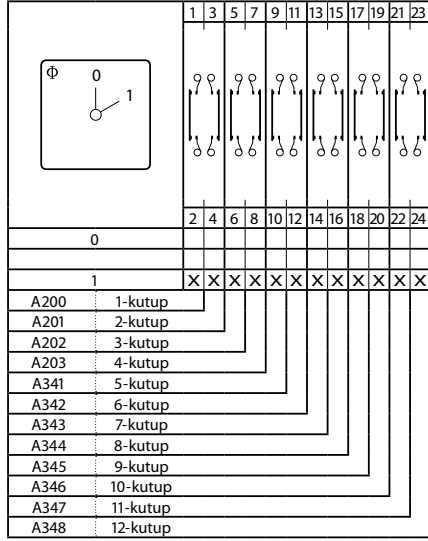 1 3 5 7 9 11 13 15 17 19 21 23
Φ 0
1
2 4 6 8 10 12 14 16 18 20 22 24
0
1 X X X X X X X X X X X X
A200 1-kutup
A201 2-kutup
A202 3-kutup
A203 4-kutup
A341 5-kutup
A342 6-kutup
A343 7-kutup
A344 8-kutup
A345 9-kutup
A346 10-kutup
A347 11-kutup
A348 12-kutup